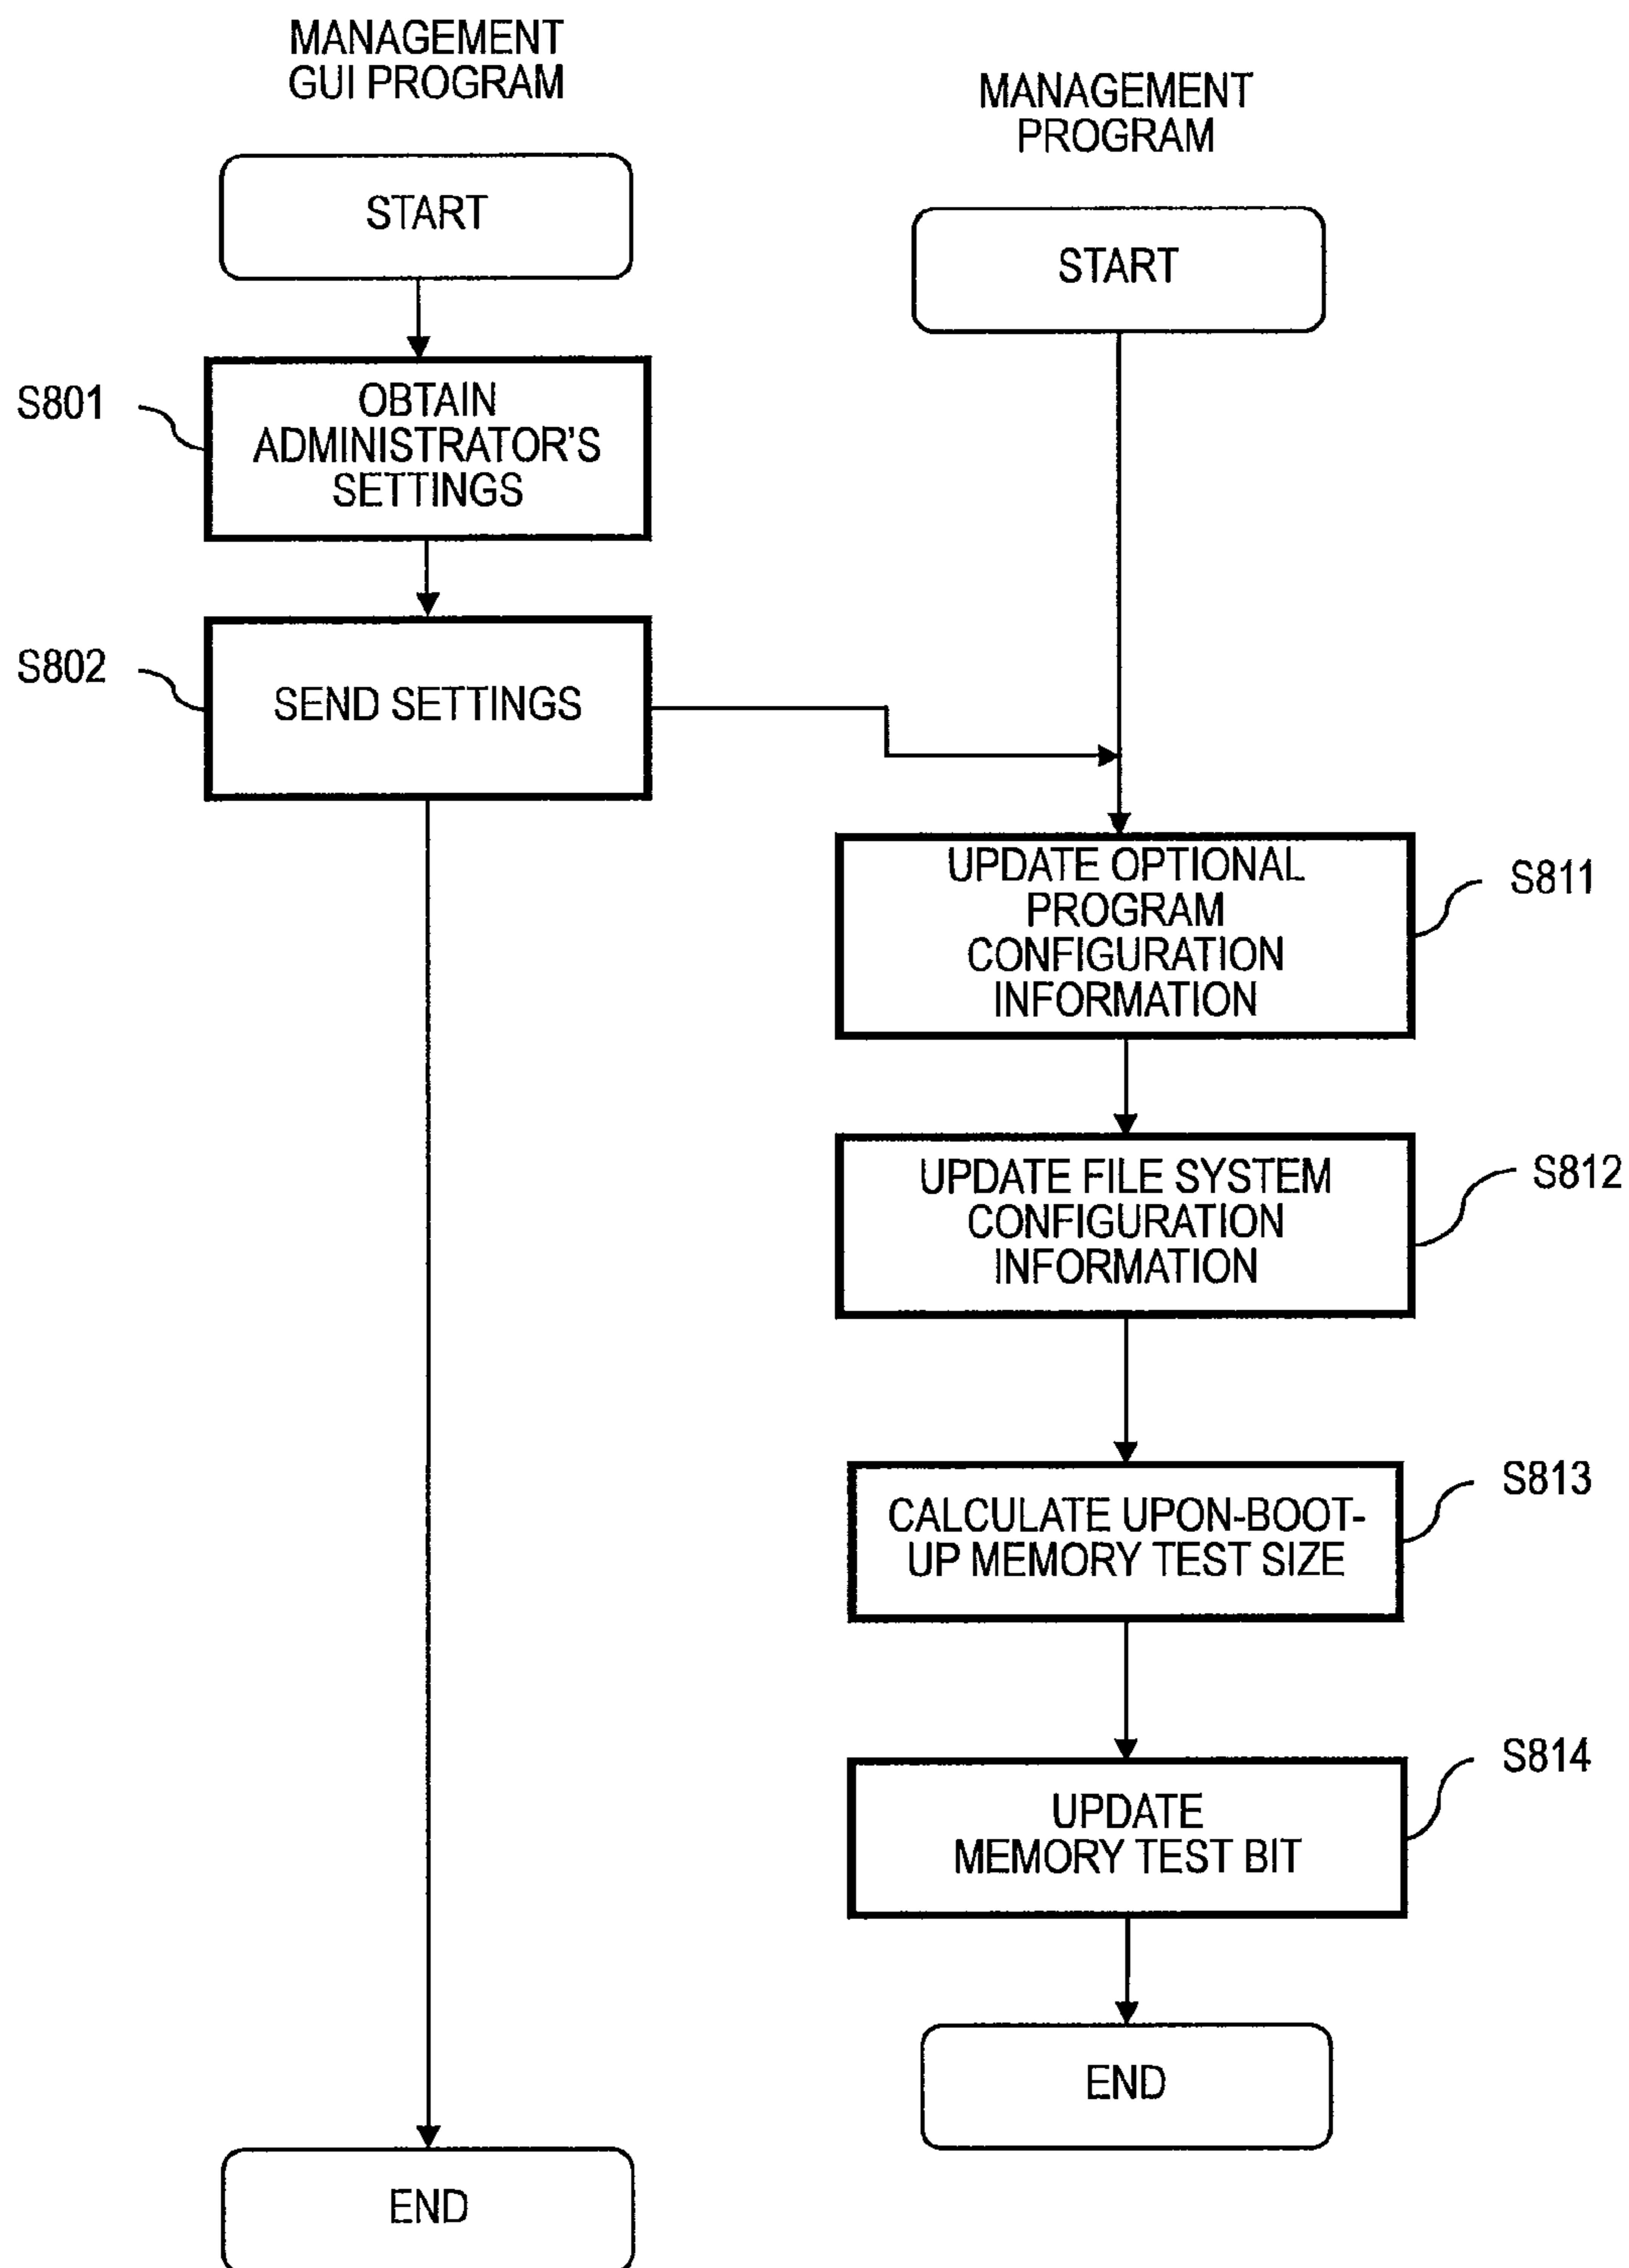 MANAGEMENT
GUI PROGRAM
START
S801
OBTAIN
ADMINISTRATOR'S
SETTINGS
S802
SEND SETTINGS
END
MANAGEMENT
PROGRAM
START
UPDATE OPTIONAL
PROGRAM
CONFIGURATION
INFORMATION
S811
UPDATE FILE SYSTEM
CONFIGURATION
INFORMATION
S812
CALCULATE UPON-BOOT-
UP MEMORY TEST SIZE
S813
UPDATE
MEMORY TEST BIT
S814
END